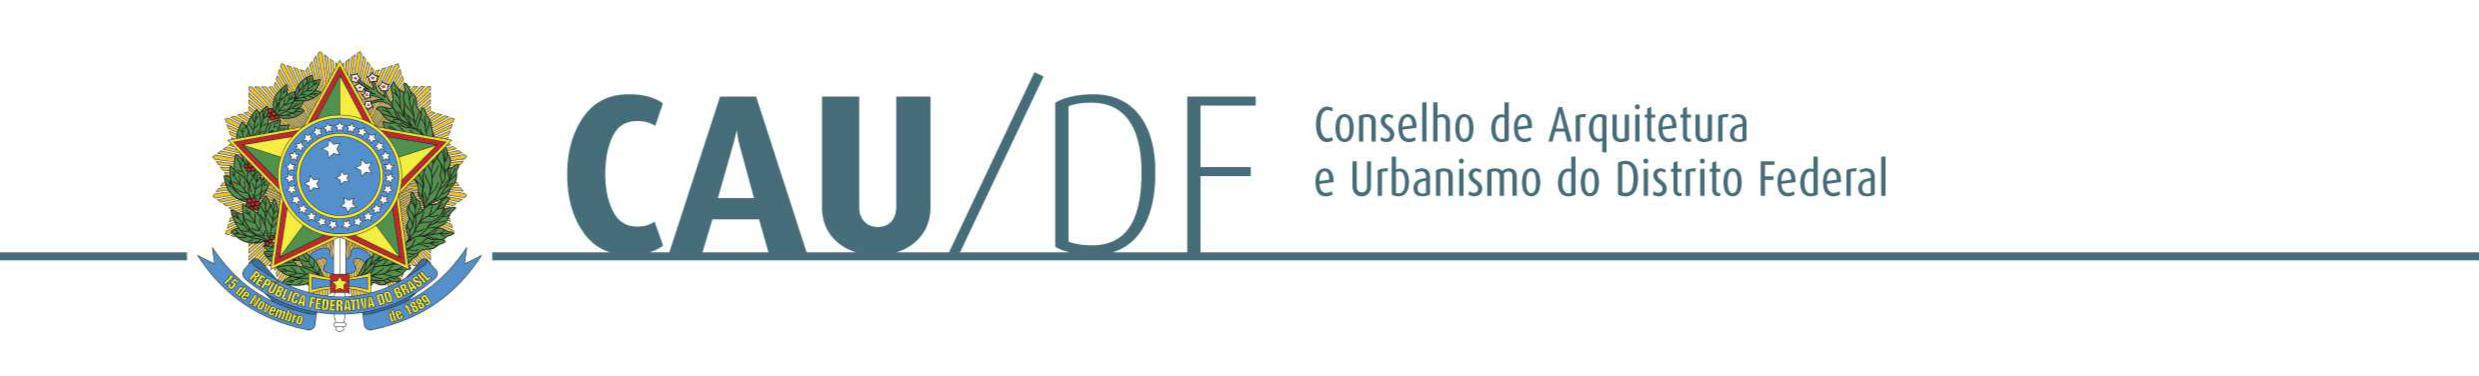 CAU/DF
Conselho de Arquitetura
e Urbanismo do Distrito Federal
REPÚBLICA FEDERATIVA DO BRASIL
15 de Novembro de 1889